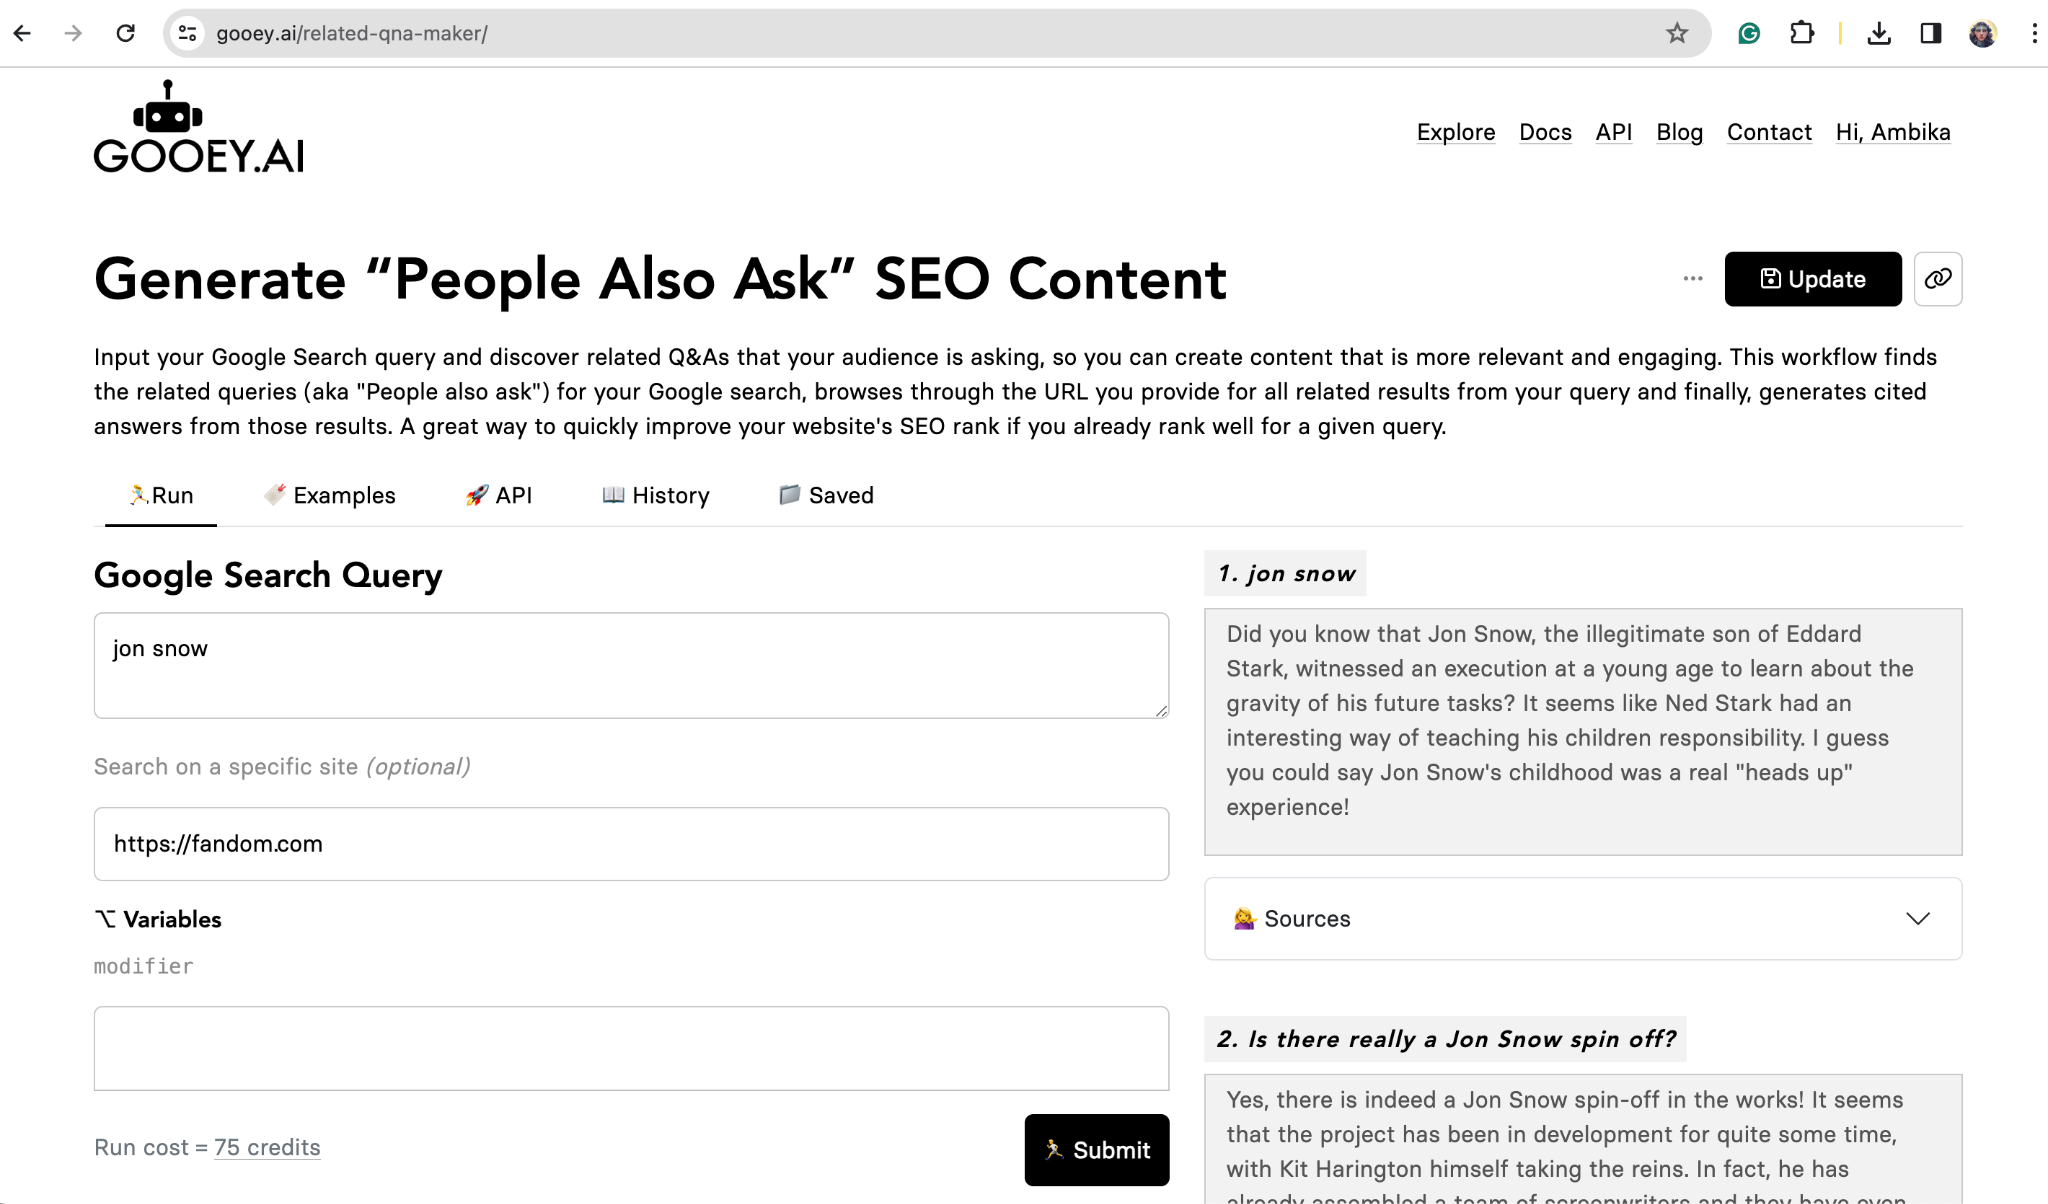 gooey.ai/related-qna-maker/
GOOEY.AI
Explore Docs API Blog Contact Hi, Ambika
Generate “People Also Ask” SEO Content
Update
Input your Google Search query and discover related Q&As that your audience is asking, so you can create content that is more relevant and engaging. This workflow finds
the related queries (aka "People also ask") for your Google search, browses through the URL you provide for all related results from your query and finally, generates cited
answers from those results. A great way to quickly improve your website's SEO rank if you already rank well for a given query.
🏃Run 🔖 Examples 🚀 API 📖 History 📁 Saved
Google Search Query
jon snow
Search on a specific site (optional)
https://fandom.com
⌥ Variables
modifier
Run cost = 75 credits
🏃 Submit
1. jon snow
Did you know that Jon Snow, the illegitimate son of Eddard
Stark, witnessed an execution at a young age to learn about the
gravity of his future tasks? It seems like Ned Stark had an
interesting way of teaching his children responsibility. I guess
you could say Jon Snow's childhood was a real "heads up"
experience!
💁‍♀️ Sources
2. Is there really a Jon Snow spin off?
Yes, there is indeed a Jon Snow spin-off in the works! It seems
that the project has been in development for quite some time,
with Kit Harington himself taking the reins. In fact, he has
already assembled a team of screenwriters and they have even